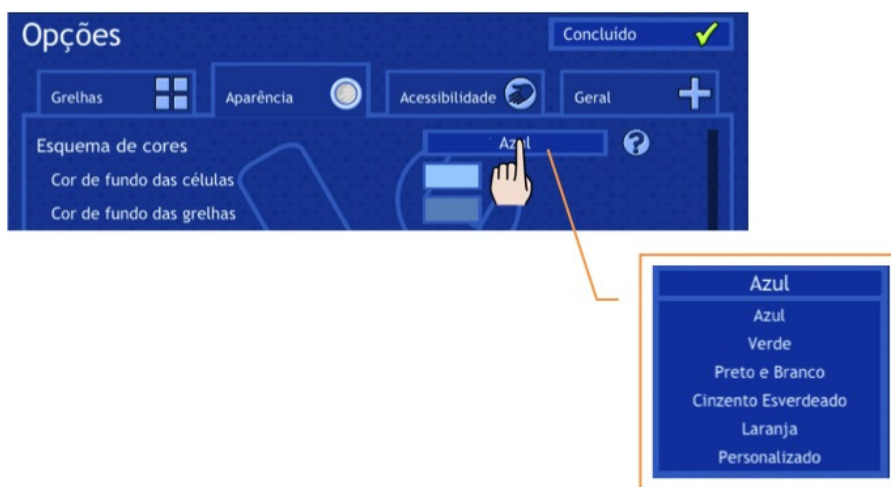 Opções
Concluído
Grelhas Aparência Acessibilidade Geral
Esquema de cores Azul ?
Cor de fundo das células
Cor de fundo das grelhas
Azul
Azul
Verde
Preto e Branco
Cinzento Esverdeado
Laranja
Personalizado